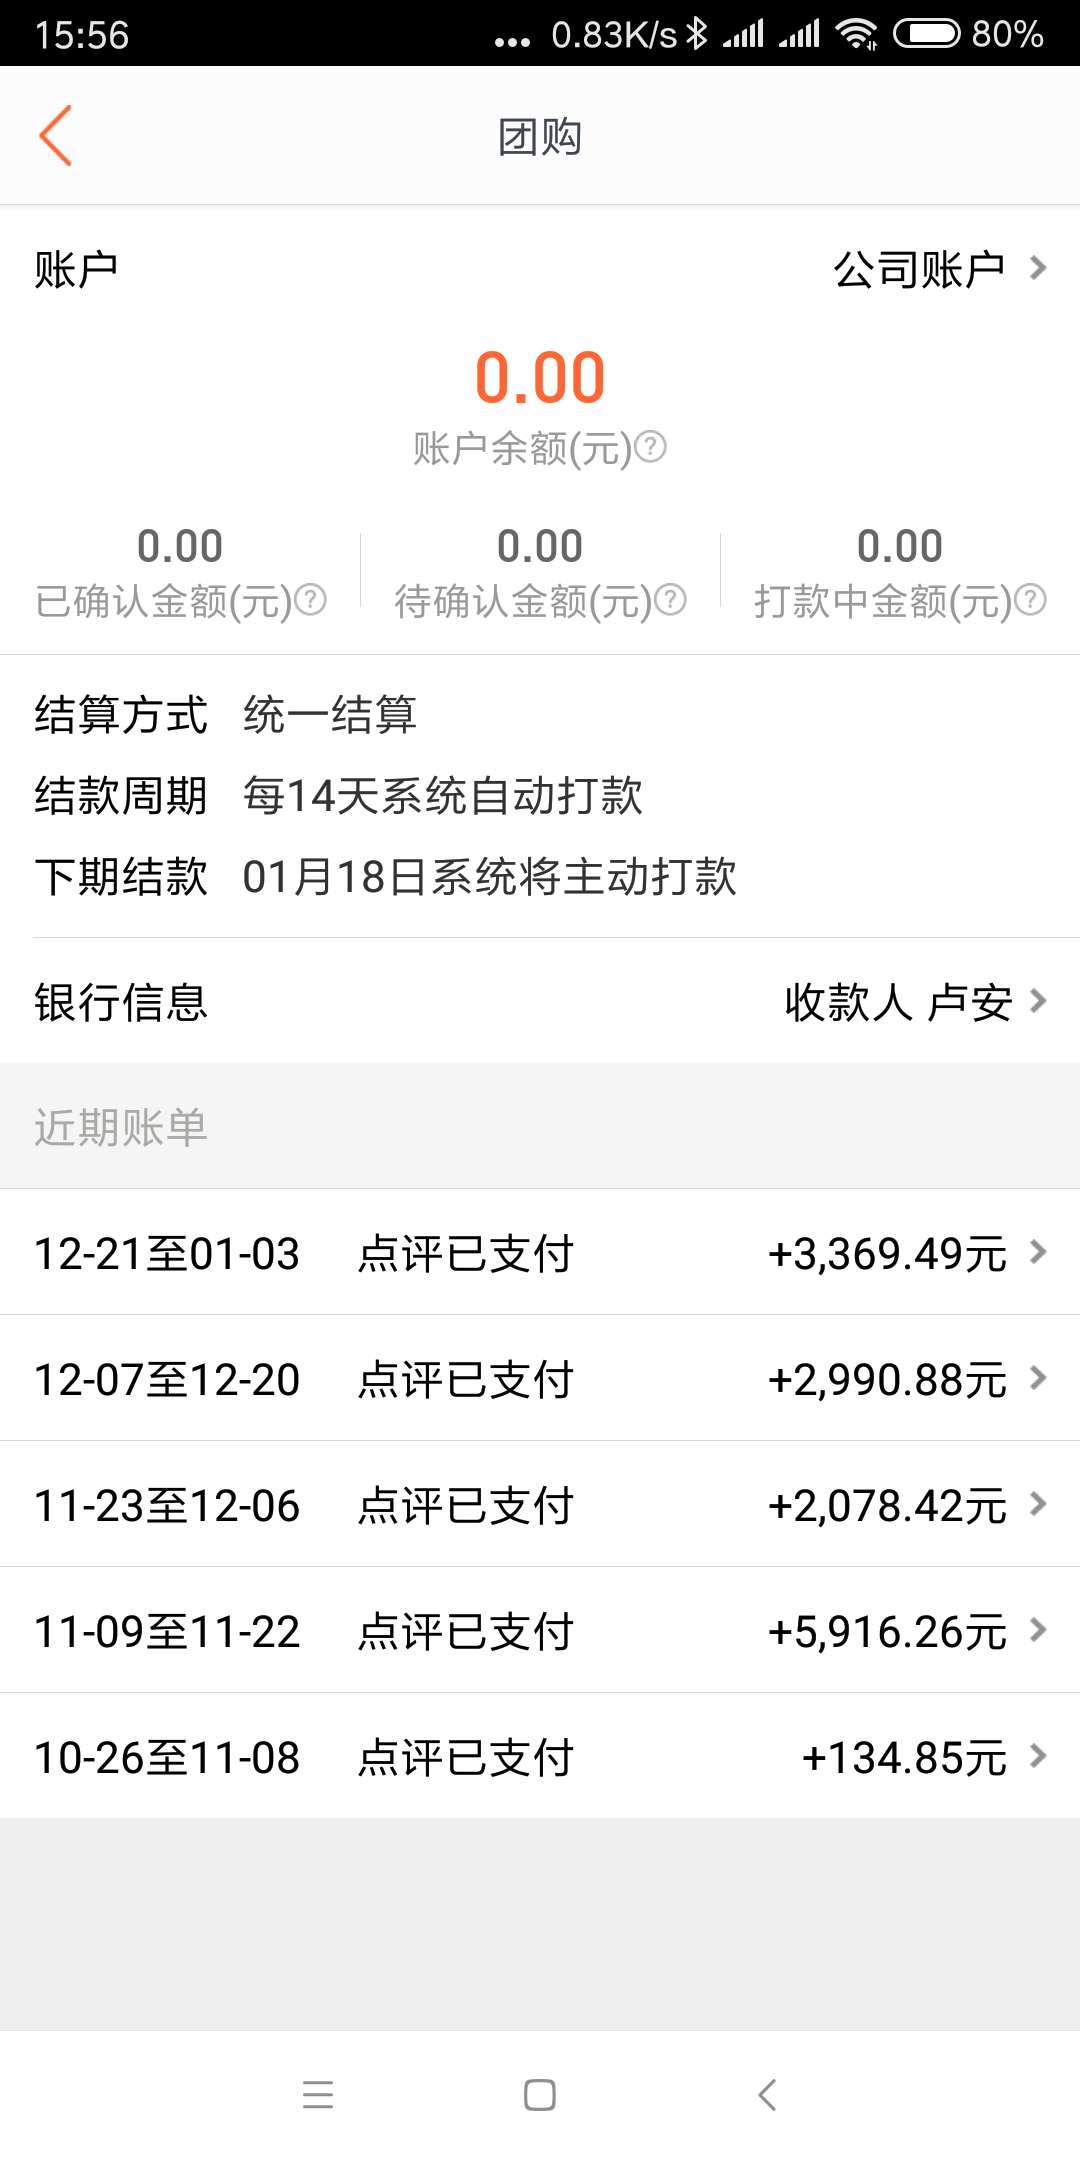 15:56 ... 0.83K/s 80%
团购
账户 公司账户
0.00
账户余额(元)?
0.00 0.00 0.00
已确认金额(元)? 待确认金额(元)? 打款中金额(元)?
结算方式 统一结算
结款周期 每14天系统自动打款
下期结款 01月18日系统将主动打款
银行信息 收款人 卢安
近期账单
12-21至01-03 点评已支付 +3,369.49元
12-07至12-20 点评已支付 +2,990.88元
11-23至12-06 点评已支付 +2,078.42元
11-09至11-22 点评已支付 +5,916.26元
10-26至11-08 点评已支付 +134.85元